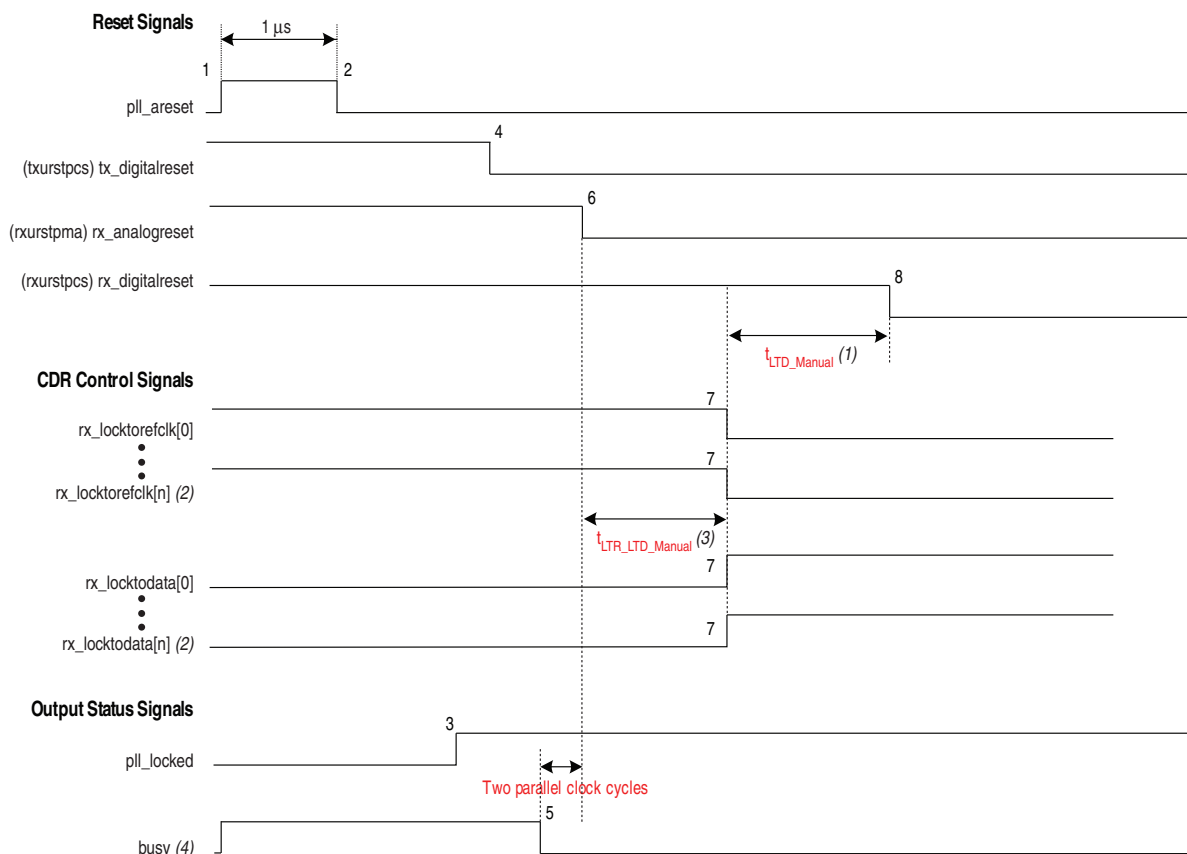 Reset Signals
1 μs
1
2
pll_areset
4
(txurstpcs) tx_digitalreset
6
(rxurstpma) rx_analogreset
(rxurstpcs) rx_digitalreset
8
tLTD_Manual (1)
CDR Control Signals
7
rx_locktorefclk[0]
7
rx_locktorefclk[n] (2)
tLTR_LTD_Manual (3)
7
rx_locktodata[0]
7
rx_locktodata[n] (2)
Output Status Signals
3
pll_locked
Two parallel clock cycles
5
busy (4)